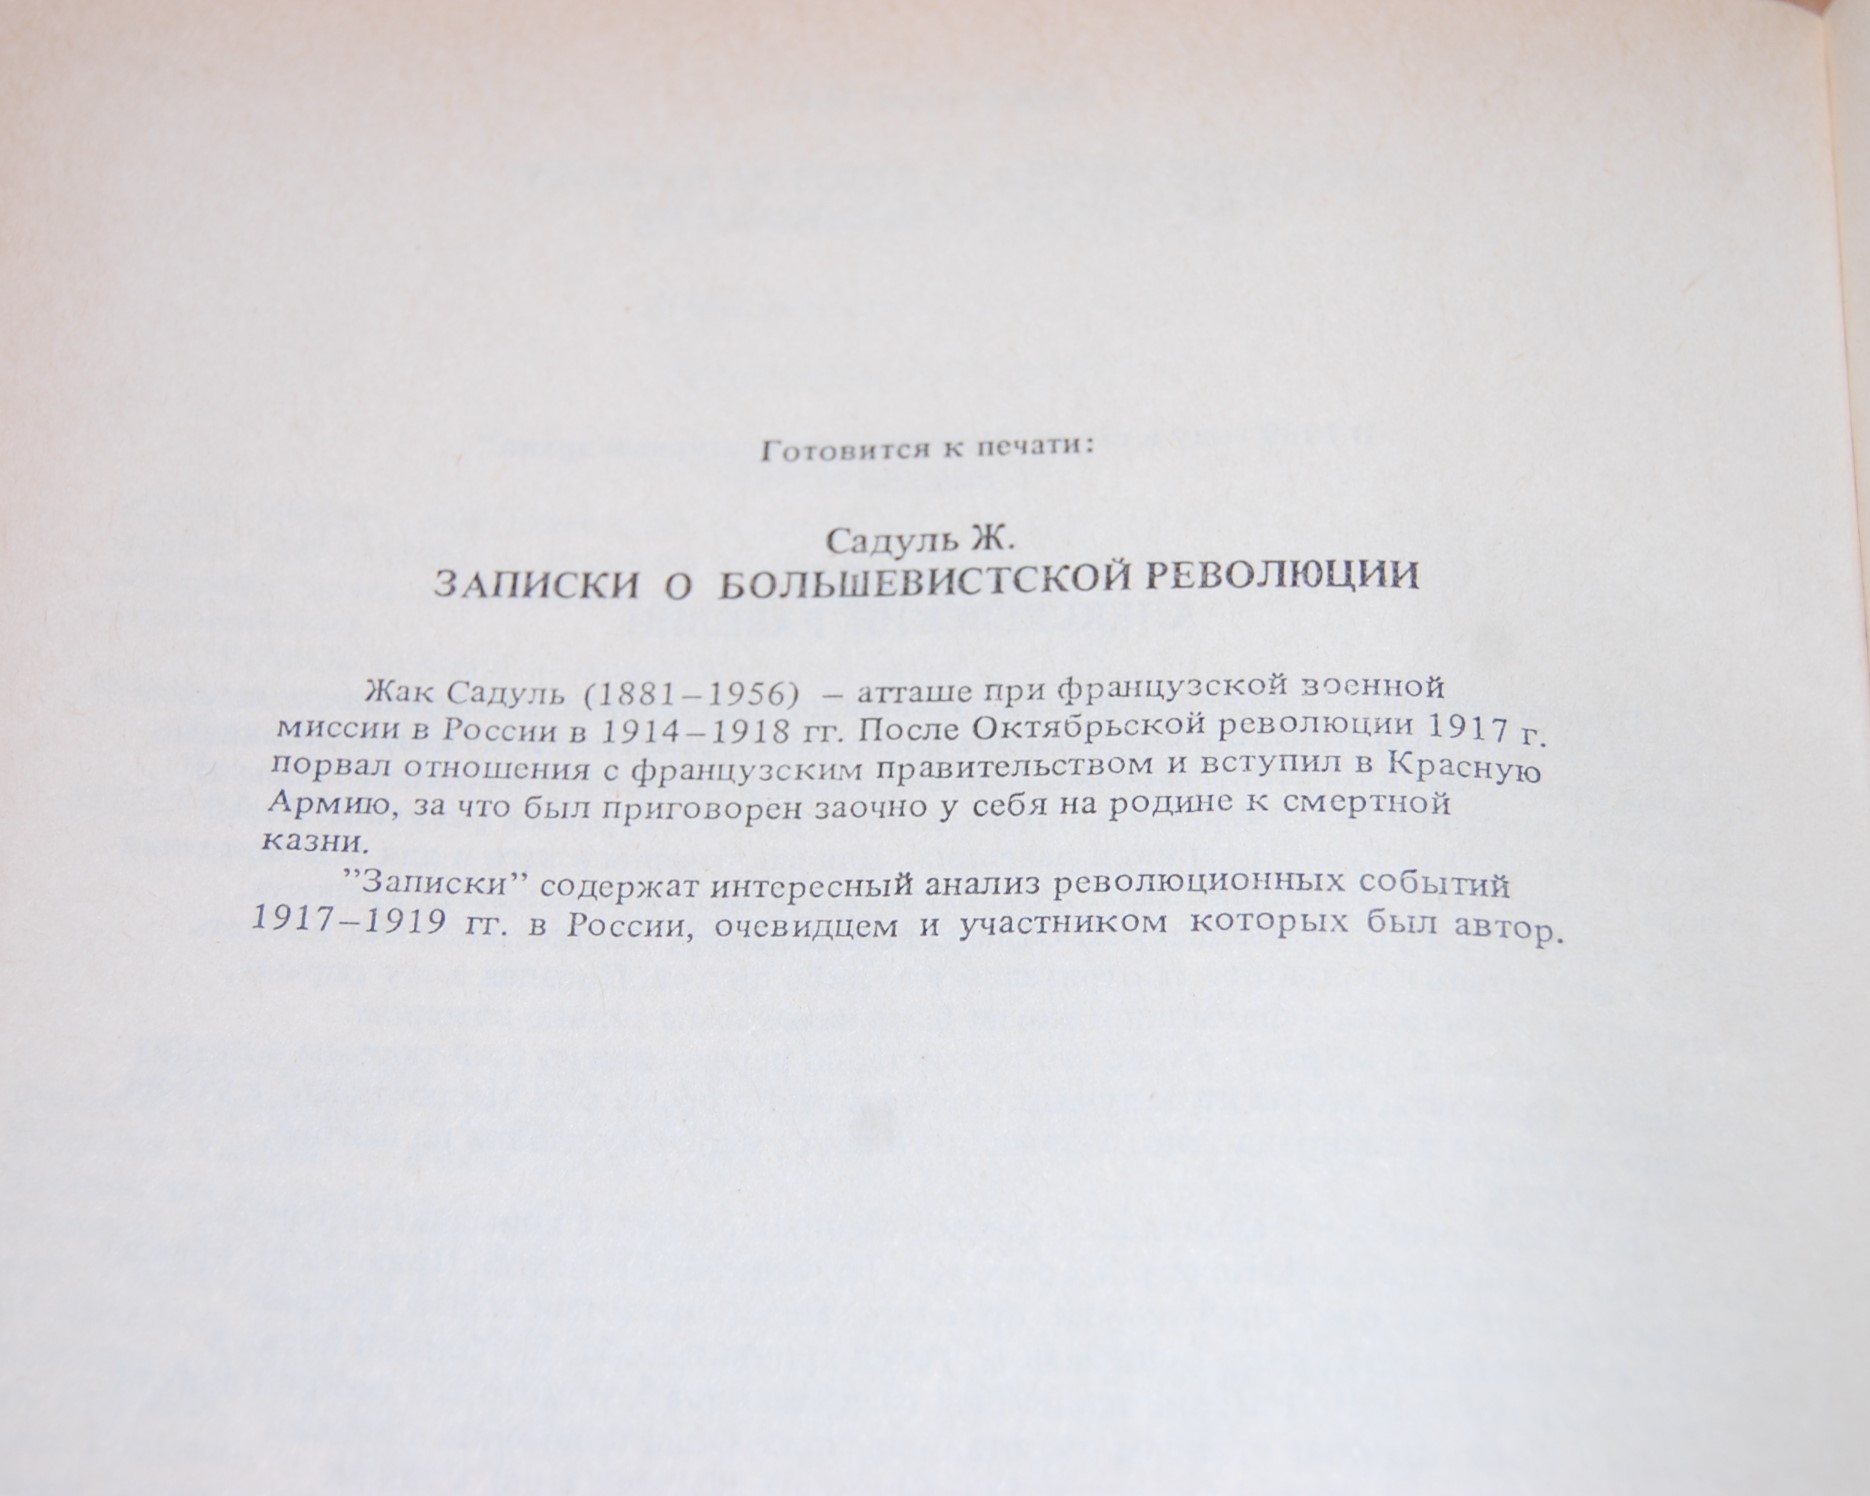 Готовится к печати:
Садуль Ж.
ЗАПИСКИ О БОЛЬШЕВИСТСКОЙ РЕВОЛЮЦИИ
Жак Садуль (1881–1956) – атташе при французской военной
миссии в России в 1914–1918 гг. После Октябрьской революции 1917 г.
порвал отношения с французским правительством и вступил в Красную
Армию, за что был приговорен заочно у себя на родине к смертной
казни.
”Записки” содержат интересный анализ революционных событий
1917–1919 гг. в России, очевидцем и участником которых был автор.